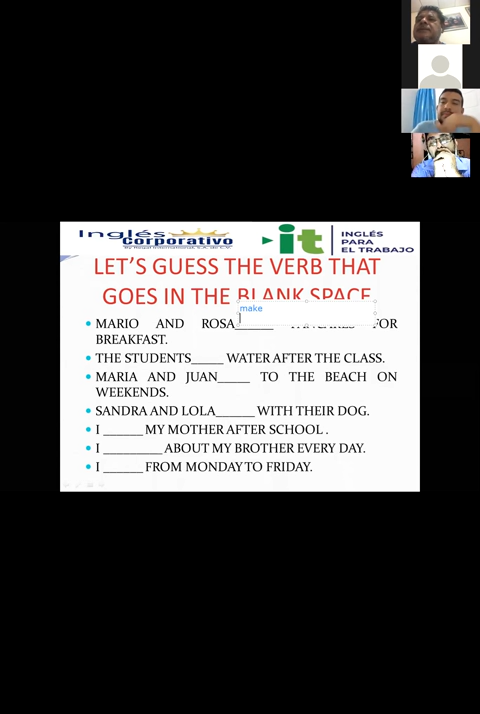 Inglés
Corporativo
it
INGLÉS
PARA
EL TRABAJO
LET'S GUESS THE VERB THAT
GOES IN THE BLANK SPACE
make
• MARIO AND ROSA______ PANCAKES FOR
BREAKFAST.
• THE STUDENTS_____ WATER AFTER THE CLASS.
• MARIA AND JUAN_____ TO THE BEACH ON
WEEKENDS.
• SANDRA AND LOLA______ WITH THEIR DOG.
• I ______ MY MOTHER AFTER SCHOOL .
• I _________ ABOUT MY BROTHER EVERY DAY.
• I ______ FROM MONDAY TO FRIDAY.